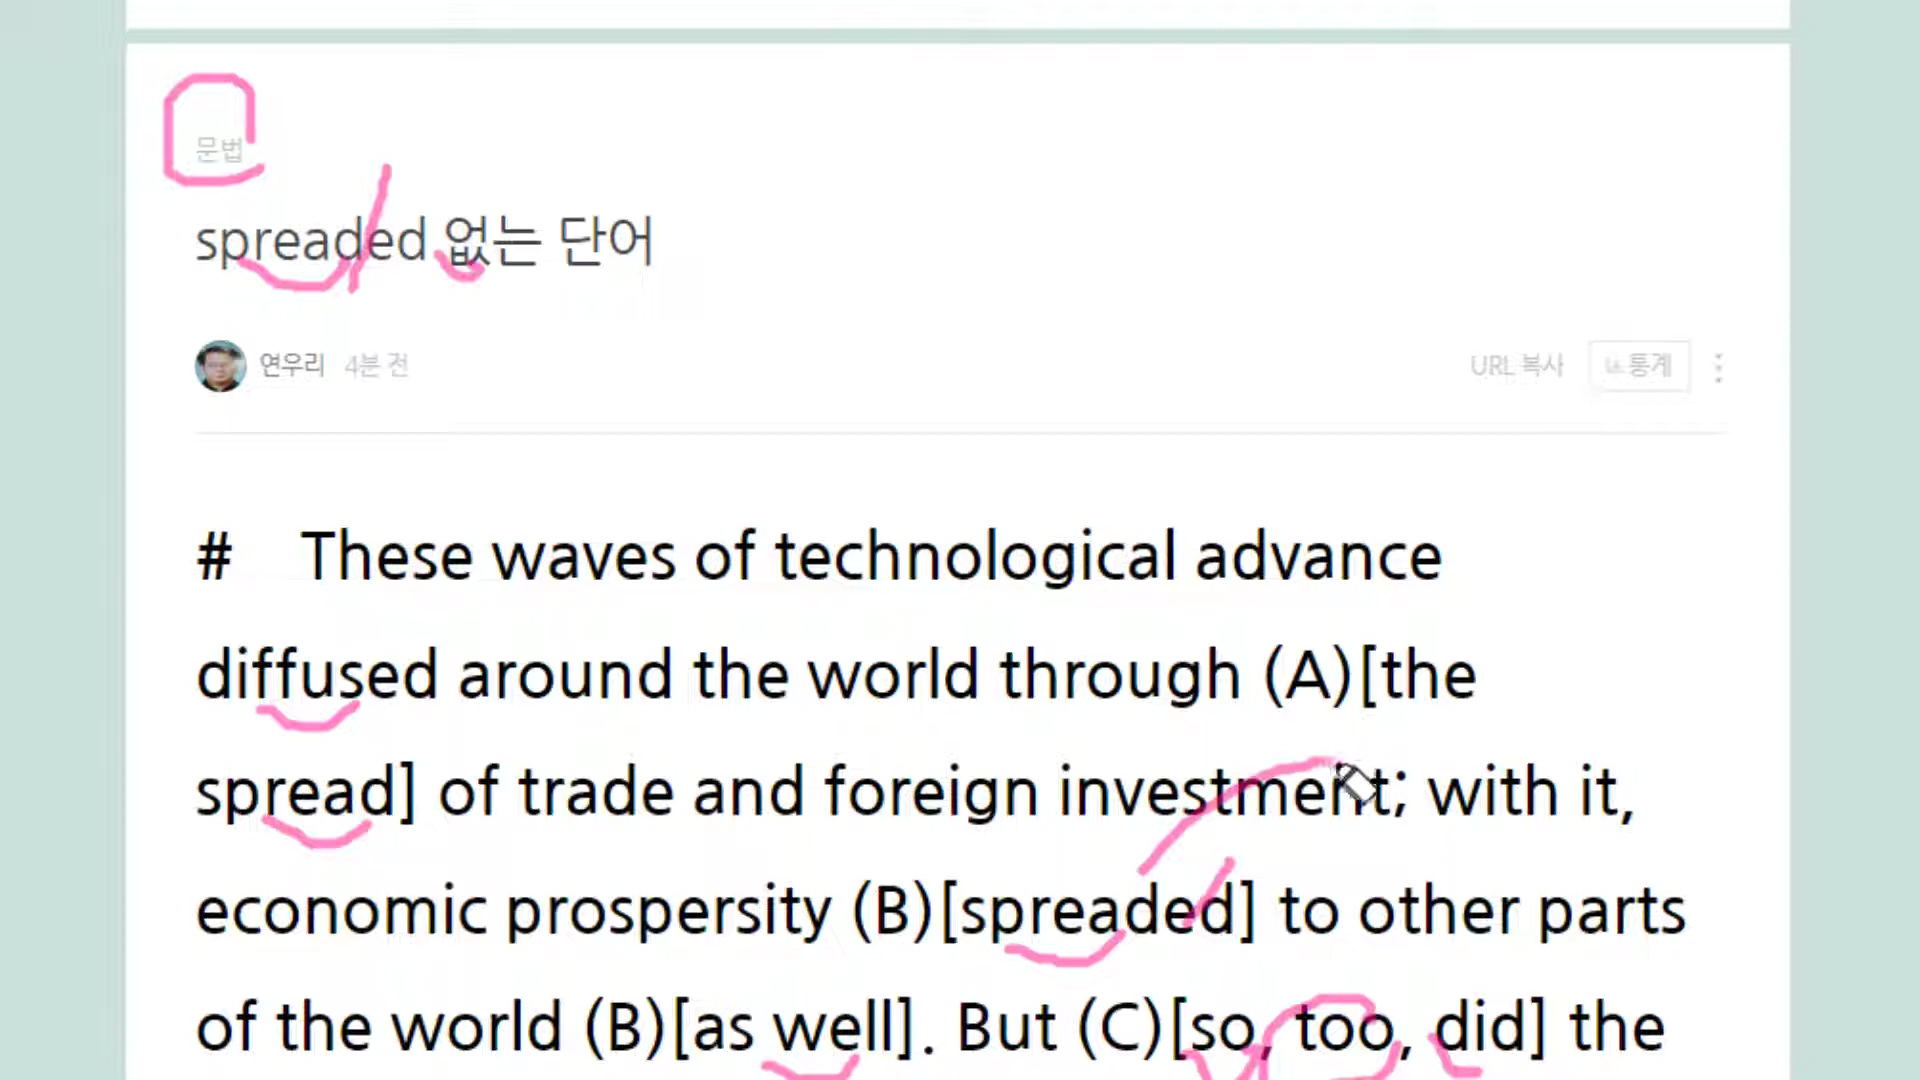 문법
spreaded 없는 단어
연우리 4분 전
URL 복사 통계
# These waves of technological advance
diffused around the world through (A)[the
spread] of trade and foreign investment; with it,
economic prospersity (B)[spreaded] to other parts
of the world (B)[as well]. But (C)[so, too, did] the